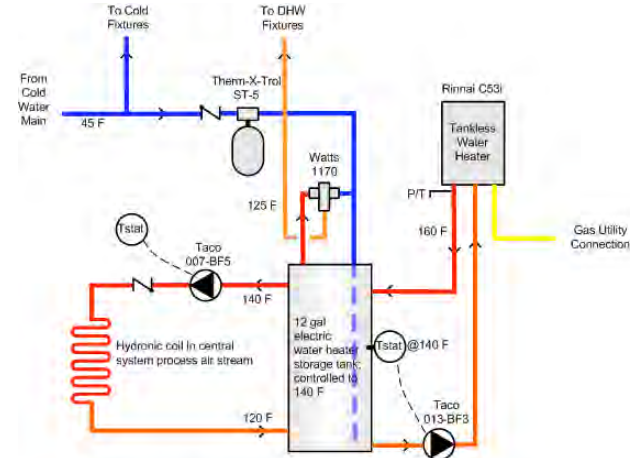 To Cold
Fixtures
To DHW
Fixtures
From
Cold
Water
Main
45 F
Therm-X-Trol
ST-5
Rinnai C53i
Tankless
Water
Heater
Watts
1170
P/T
125 F
160 F
Gas Utility
Connection
Tstat
Taco
007-BF5
140 F
12 gal
electric
water heater
storage tank;
controlled to
140 F
Hydronic coil in central
system process air stream
Tstat
@140 F
120 F
Taco
013-BF3